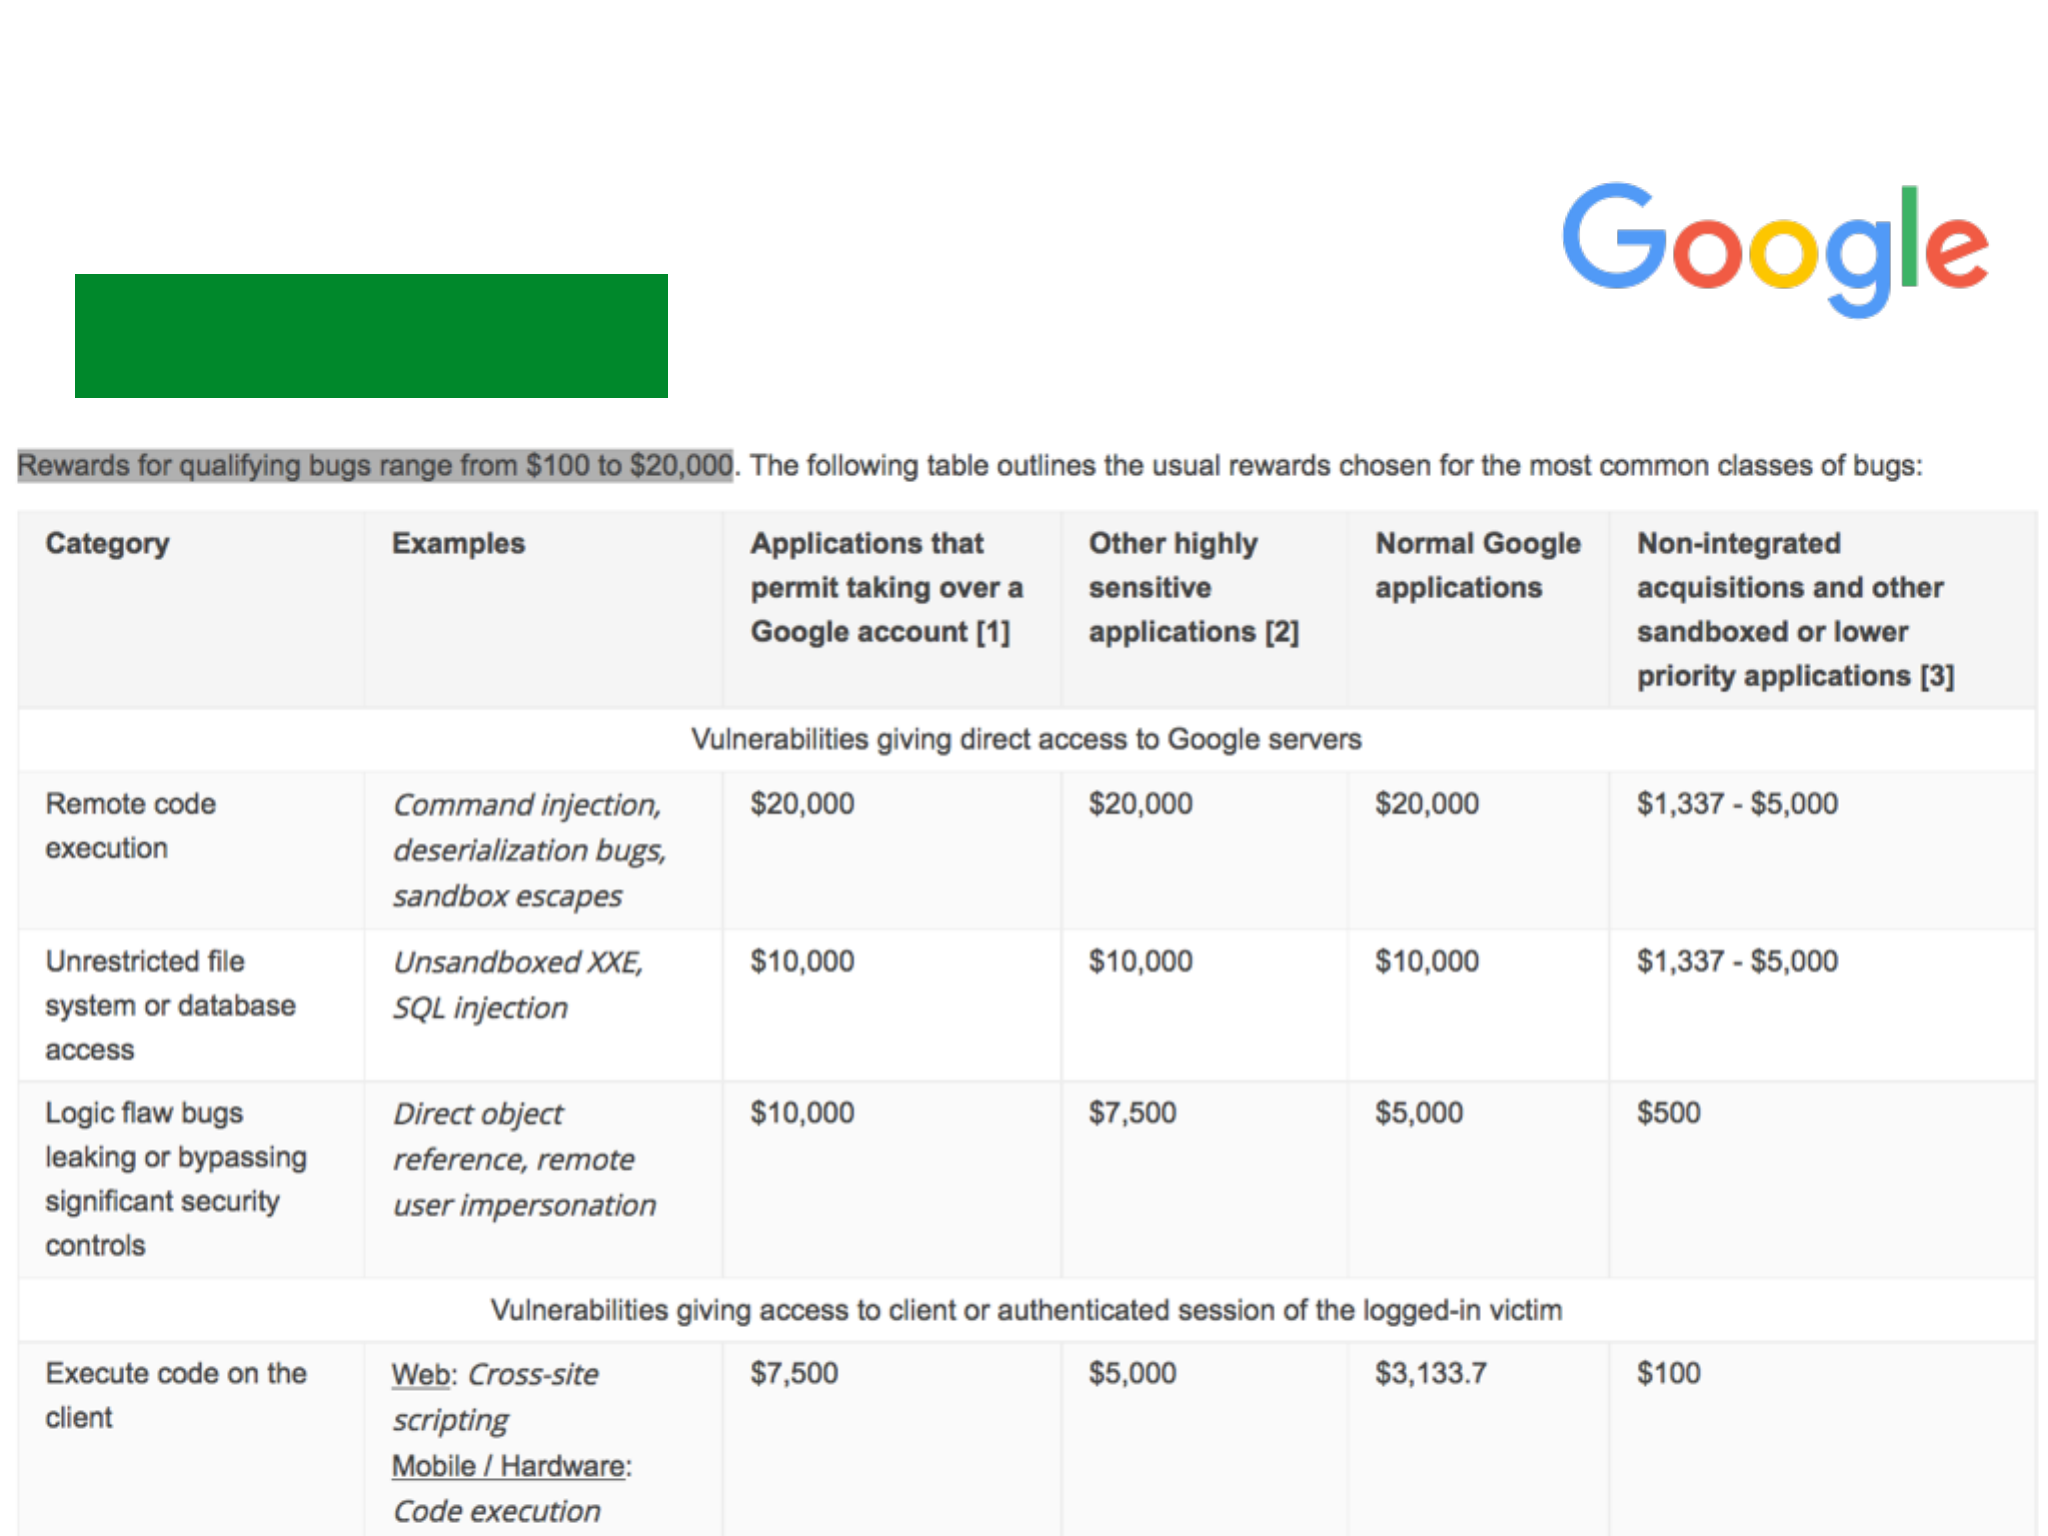 Google
Rewards for qualifying bugs range from $100 to $20,000. The following table outlines the usual rewards chosen for the most common classes of bugs:
Category
Examples
Applications that
permit taking over a
Google account [1]
Other highly
sensitive
applications [2]
Normal Google
applications
Non-integrated
acquisitions and other
sandboxed or lower
priority applications [3]
Vulnerabilities giving direct access to Google servers
Remote code
execution
Command injection,
deserialization bugs,
sandbox escapes
$20,000
$20,000
$20,000
$1,337 - $5,000
Unrestricted file
system or database
access
Unsandboxed XXE,
SQL injection
$10,000
$10,000
$10,000
$1,337 - $5,000
Logic flaw bugs
leaking or bypassing
significant security
controls
Direct object
reference, remote
user impersonation
$10,000
$7,500
$5,000
$500
Vulnerabilities giving access to client or authenticated session of the logged-in victim
Execute code on the
client
Web: Cross-site
scripting
Mobile / Hardware:
Code execution
$7,500
$5,000
$3,133.7
$100